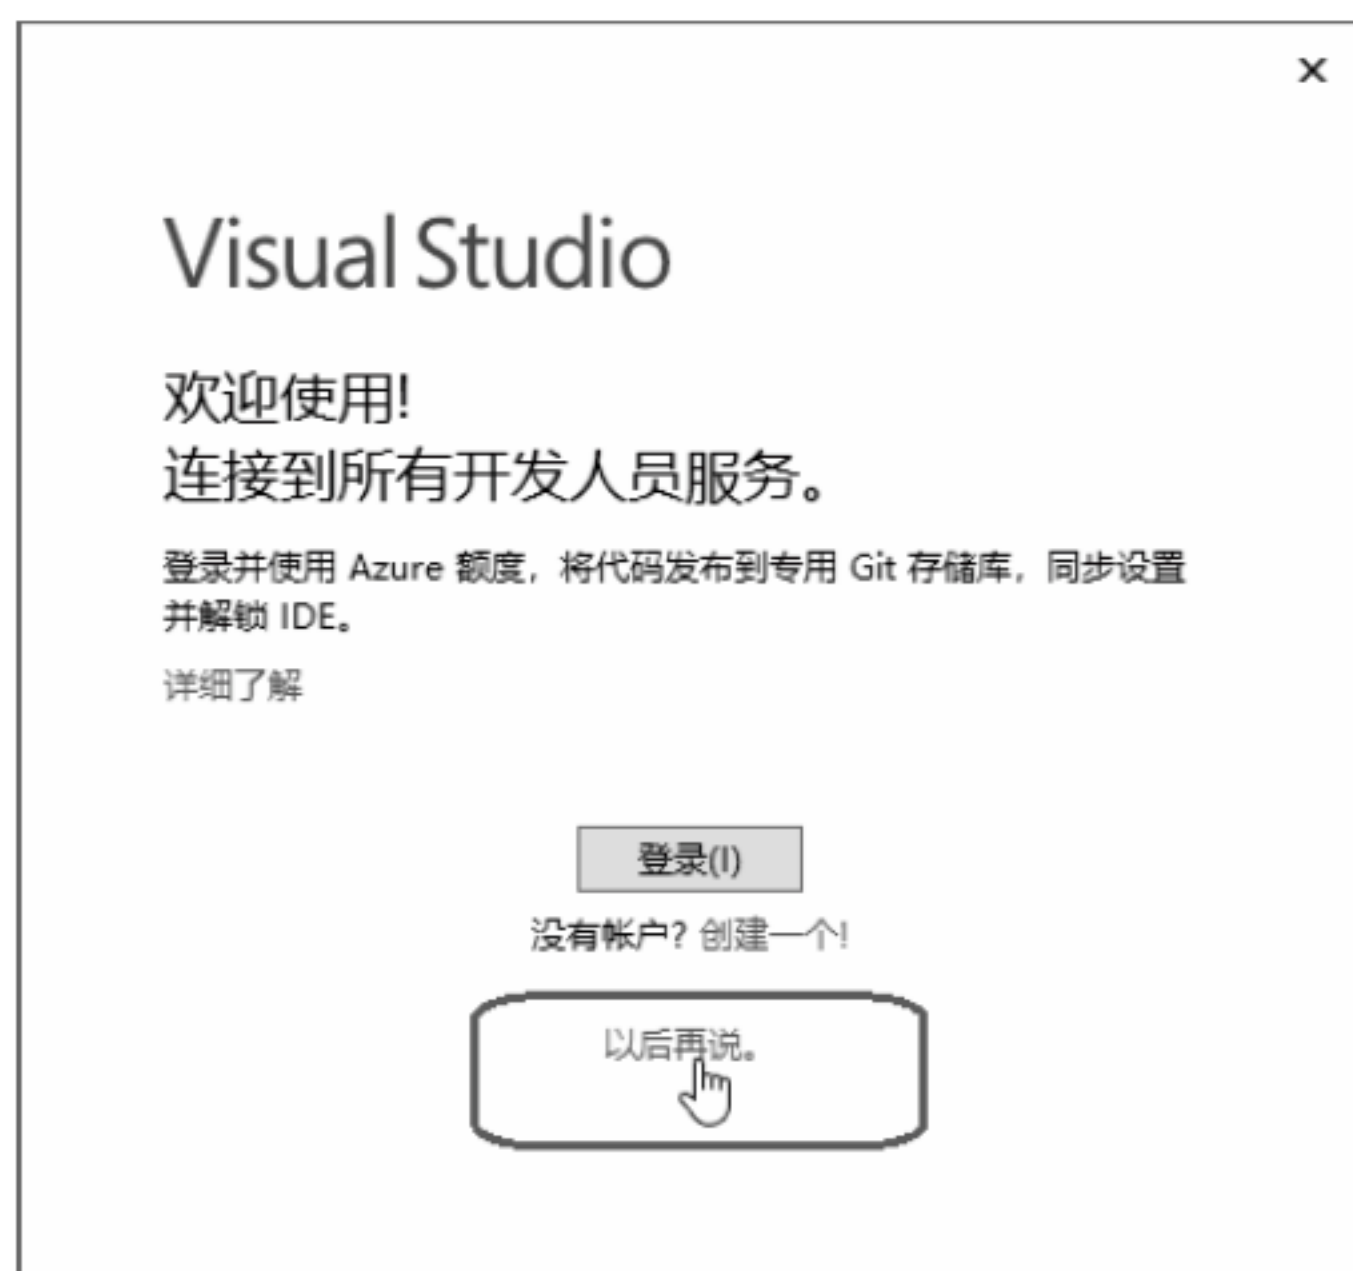 Visual Studio
欢迎使用!
连接到所有开发人员服务。
登录并使用 Azure 额度，将代码发布到专用 Git 存储库，同步设置
并解锁 IDE。
详细了解
登录(I)
没有帐户? 创建一个!
以后再说。